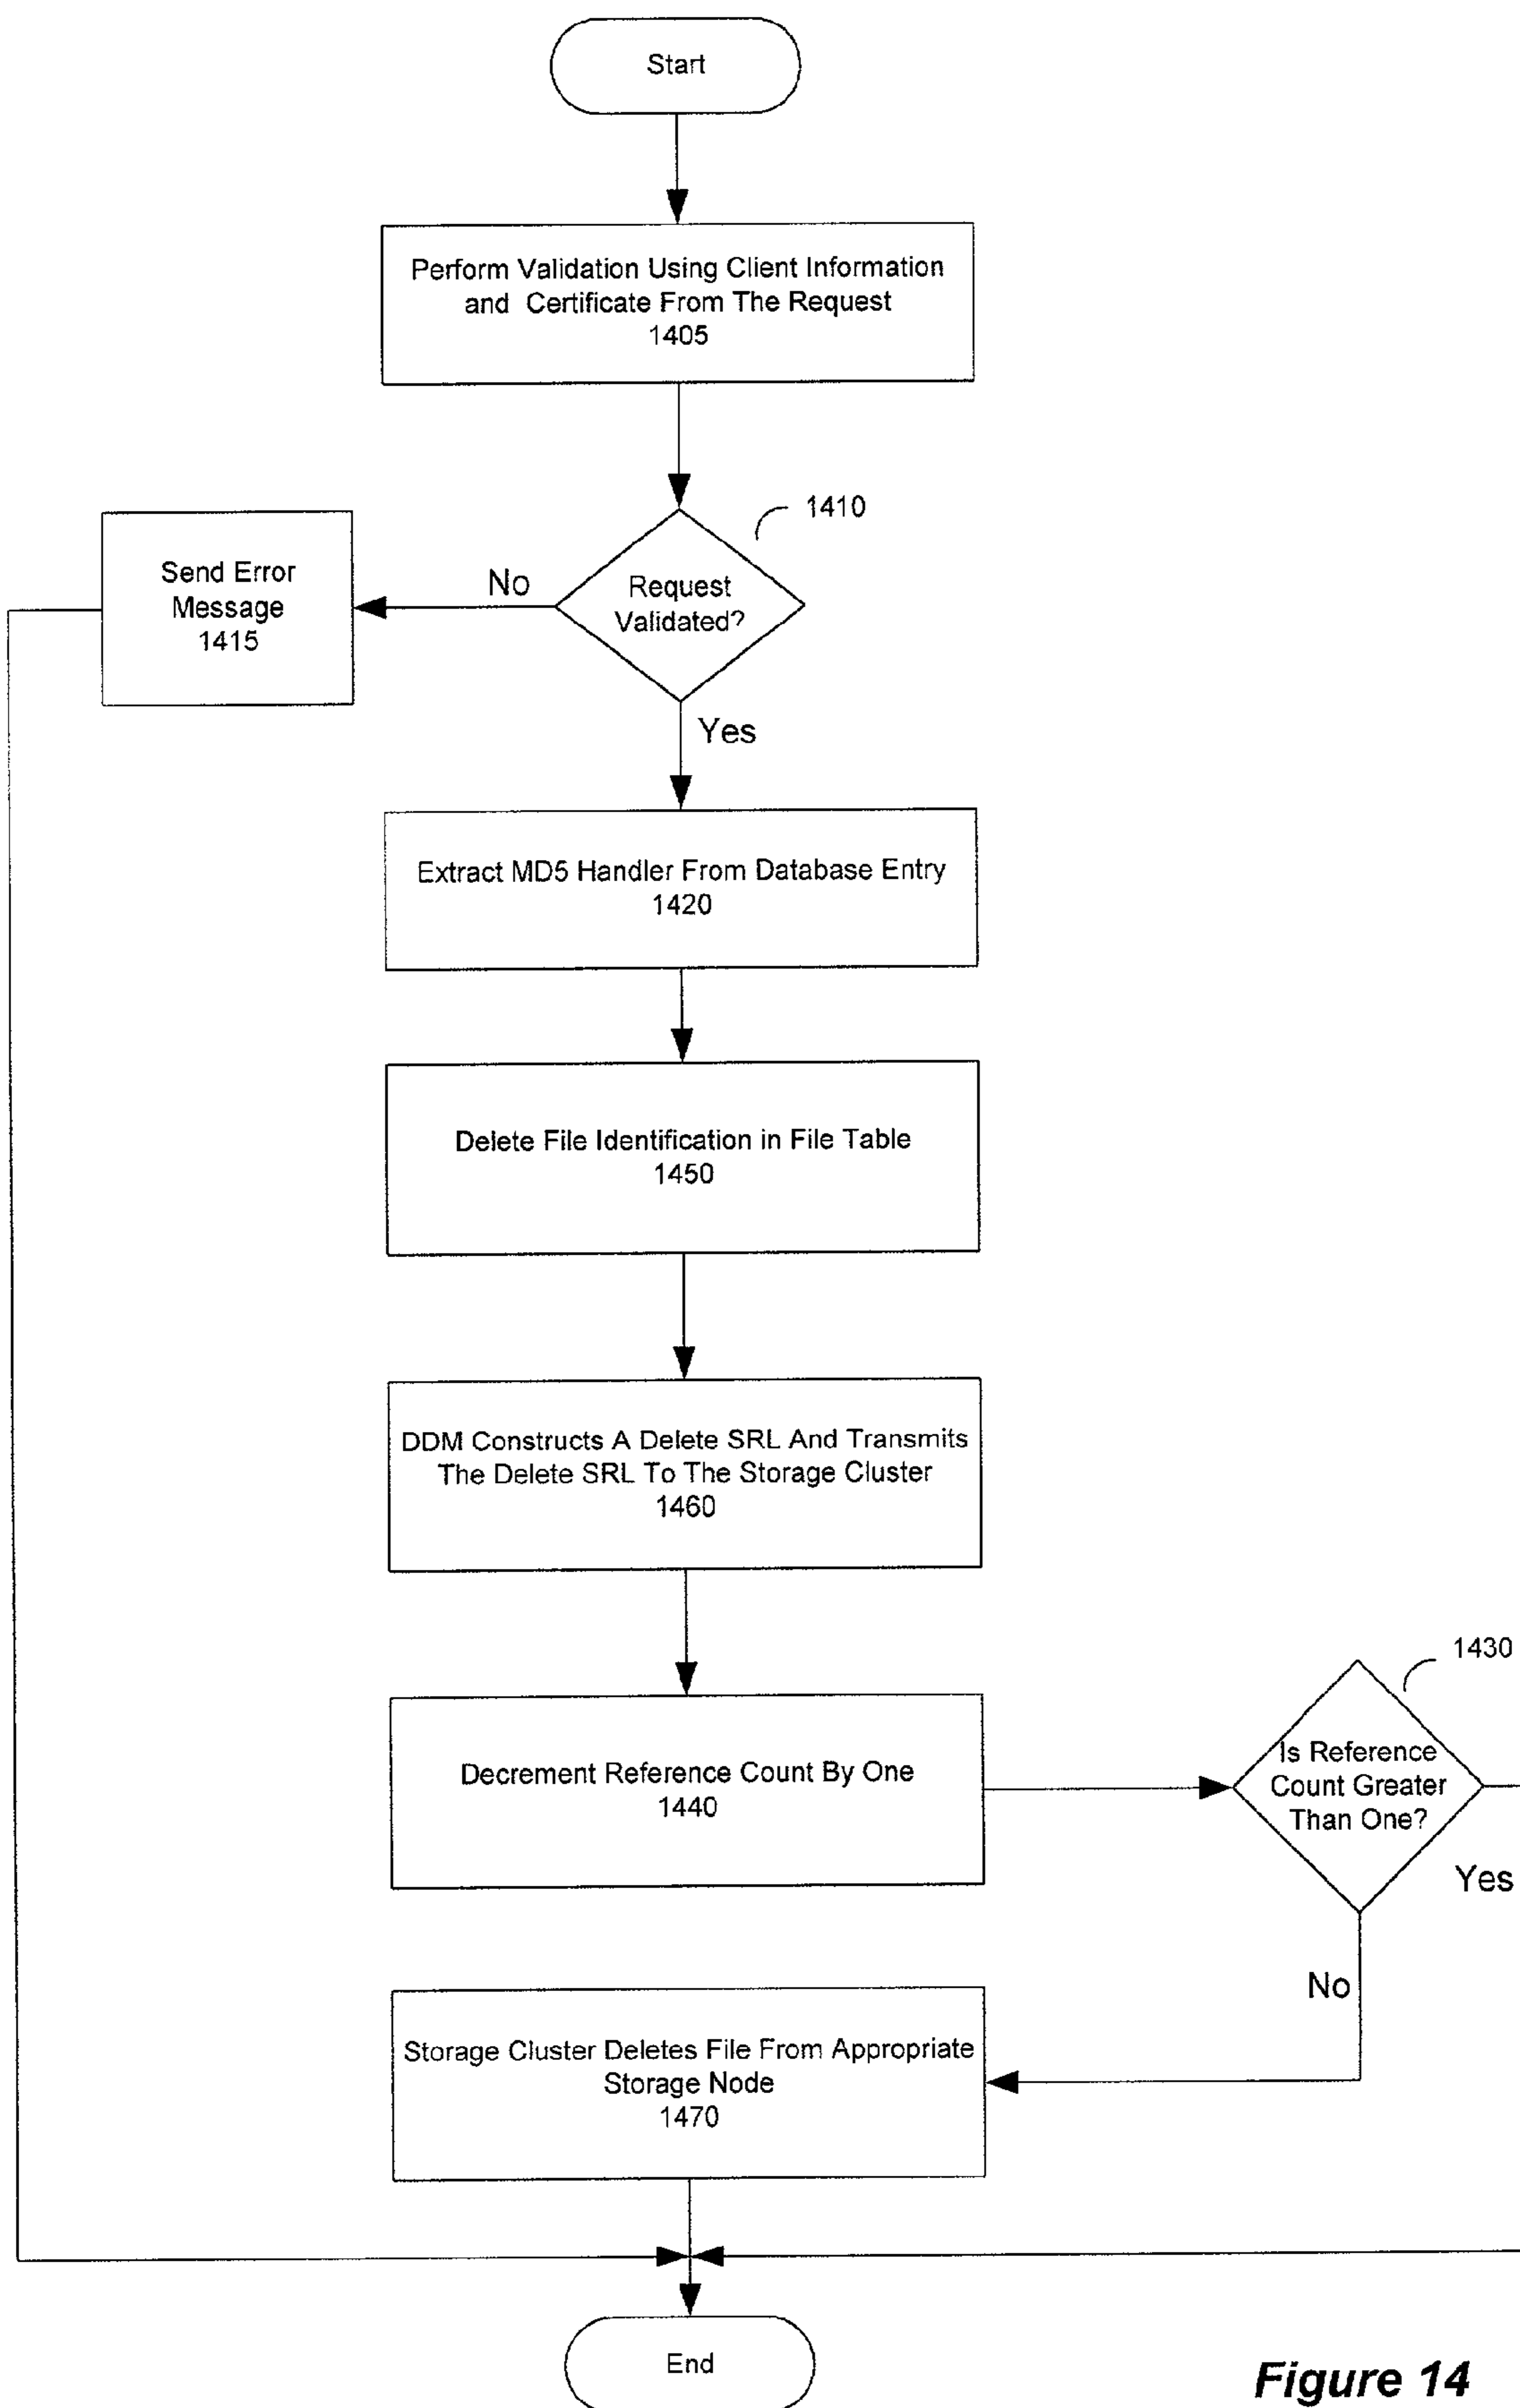 Start
Perform Validation Using Client Information
and Certificate From The Request
1405
1410
Request
Validated?
No
Send Error
Message
1415
Yes
Extract MD5 Handler From Database Entry
1420
Delete File Identification in File Table
1450
DDM Constructs A Delete SRL And Transmits
The Delete SRL To The Storage Cluster
1460
Decrement Reference Count By One
1440
1430
Is Reference
Count Greater
Than One?
Yes
No
Storage Cluster Deletes File From Appropriate
Storage Node
1470
End
Figure 14